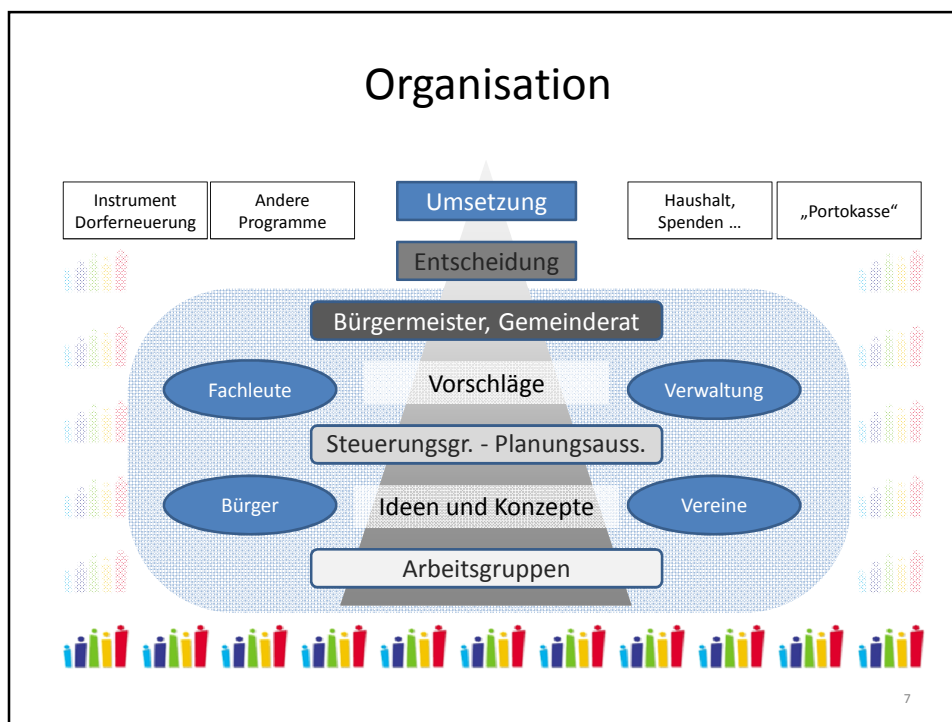 Organisation
Instrument
Dorferneuerung
Andere
Programme
Umsetzung
Haushalt,
Spenden ...
„Portokasse“
Entscheidung
Bürgermeister, Gemeinderat
Fachleute
Vorschläge
Verwaltung
Steuerungsgr. - Planungsauss.
Bürger
Ideen und Konzepte
Vereine
Arbeitsgruppen
7